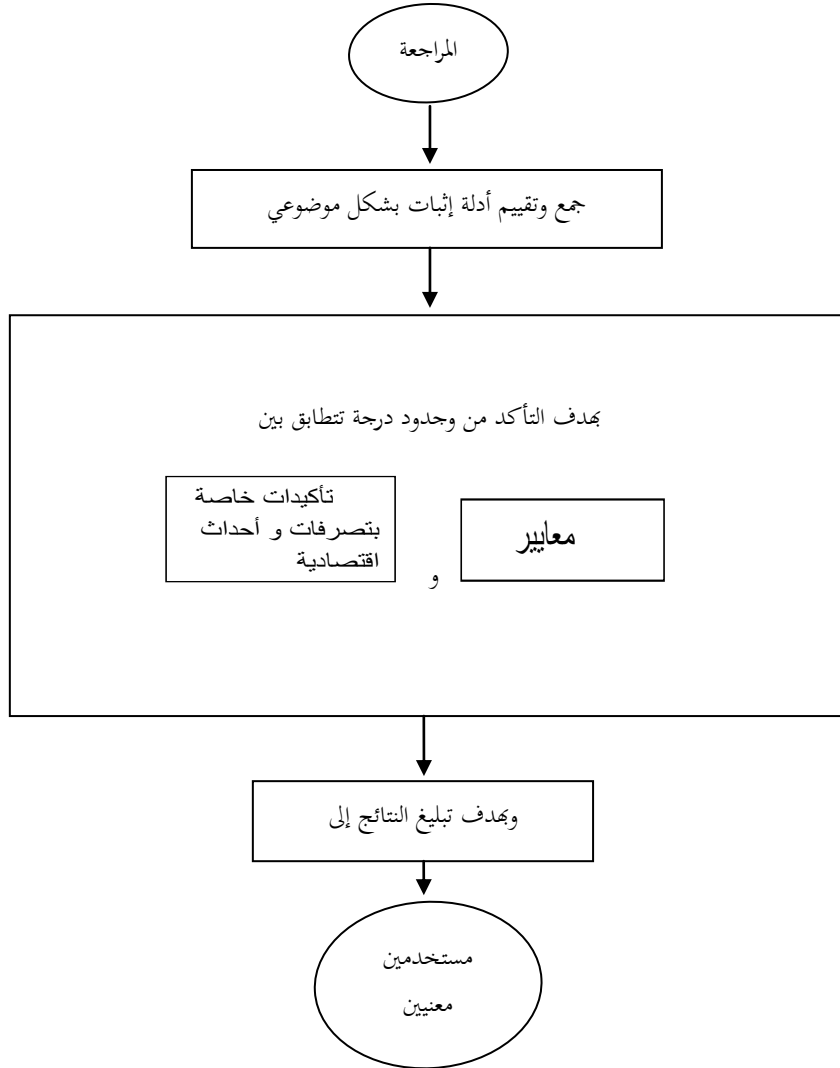 المراجعة
جمع وتقييم أدلة إثبات بشكل موضوعي
بهدف التأكد من وجدود درجة تتطابق بين
معايير
و
تأكيدات خاصة
بتصرفات و أحداث
اقتصادية
وبهدف تبليغ النتائج إلى
مستخدمين
معنيين